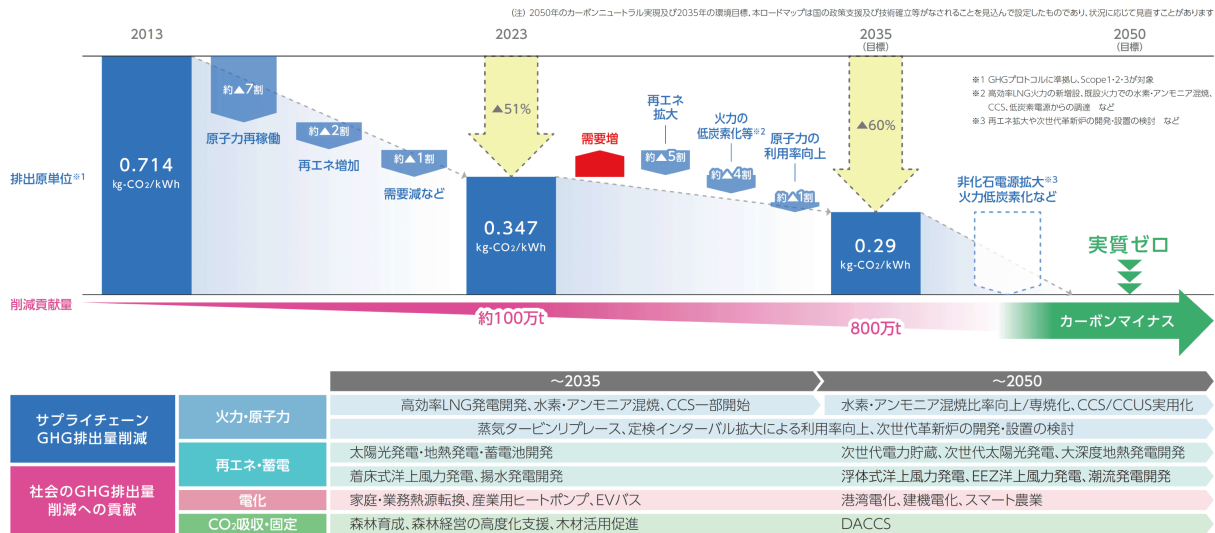 (注) 2050年のカーボンニュートラル実現及び2035年の環境目標、本ロードマップは国の政策支援及び技術確立等がなされることを見込んで設定したものであり、状況に応じて見直すことがあります
2013
2023
2035
(目標)
2050
(目標)
※1 GHGプロトコルに準拠し、Scope1・2・3が対象
※2 高効率LNG火力の新増設、既設火力での水素・アンモニア混焼、
CCS、低炭素電源からの調達 など
※3 再エネ拡大や次世代革新炉の開発・設置の検討 など
排出原単位※1
0.714
kg-CO2/kWh
約▲7割
原子力再稼働
約▲2割
再エネ増加
約▲1割
需要減など
▲51%
0.347
kg-CO2/kWh
需要増
再エネ
拡大
約▲5割
火力の
低炭素化等※2
約▲4割
原子力の
利用率向上
約▲1割
▲60%
0.29
kg-CO2/kWh
非化石電源拡大※3
火力低炭素化など
実質ゼロ
削減貢献量
約100万t
800万t
カーボンマイナス
～2035
～2050
サプライチェーン
GHG排出量削減
火力・原子力
高効率LNG発電開発、水素・アンモニア混焼、CCS一部開始
水素・アンモニア混焼比率向上/専焼化、CCS/CCUS実用化
蒸気タービンリプレース、定検インターバル拡大による利用率向上、次世代革新炉の開発・設置の検討
再エネ・蓄電
太陽光発電・地熱発電・蓄電池開発
次世代電力貯蔵、次世代太陽光発電、大深度地熱発電開発
着床式洋上風力発電、揚水発電開発
浮体式洋上風力発電、EEZ洋上風力発電、潮流発電開発
社会のGHG排出量
削減への貢献
電化
家庭・業務熱源転換、産業用ヒートポンプ、EVバス
港湾電化、建機電化、スマート農業
CO2吸収・固定
森林育成、森林経営の高度化支援、木材活用促進
DACCS